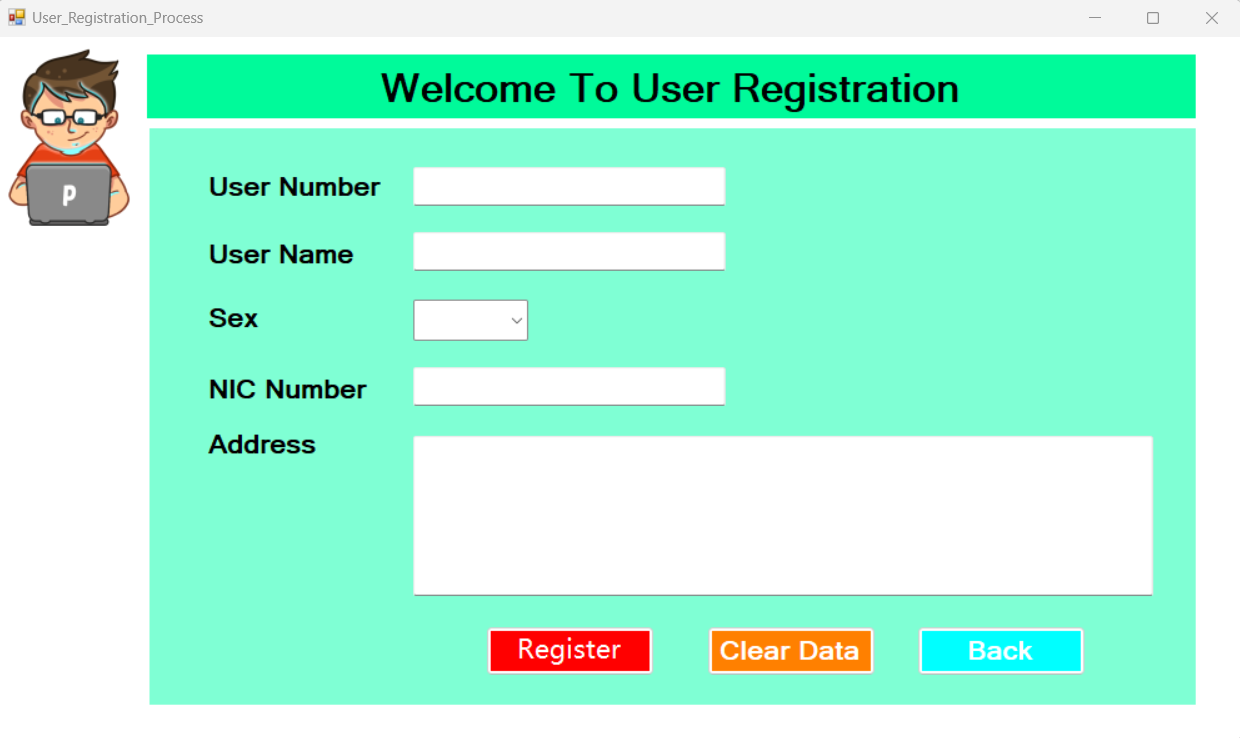 User_Registration_Process
Welcome To User Registration
User Number
User Name
Sex
NIC Number
Address
P
Register
Clear Data
Back